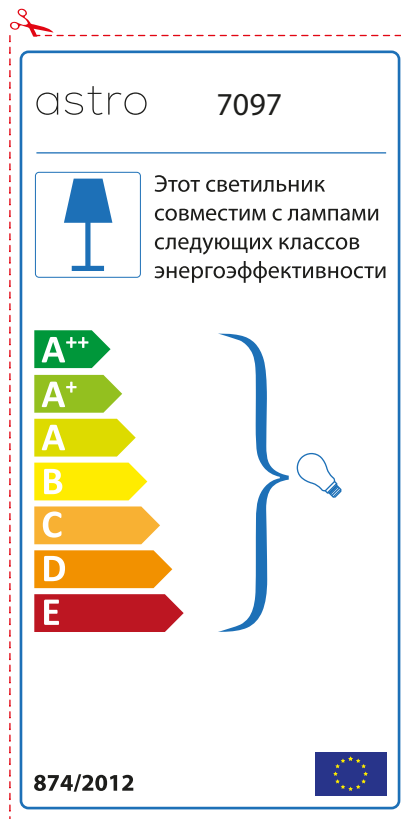 astro 7097
Этот светильник
совместим с лампами
следующих классов
энергоэффективности
A++
A+
A
B
C
D
E
874/2012